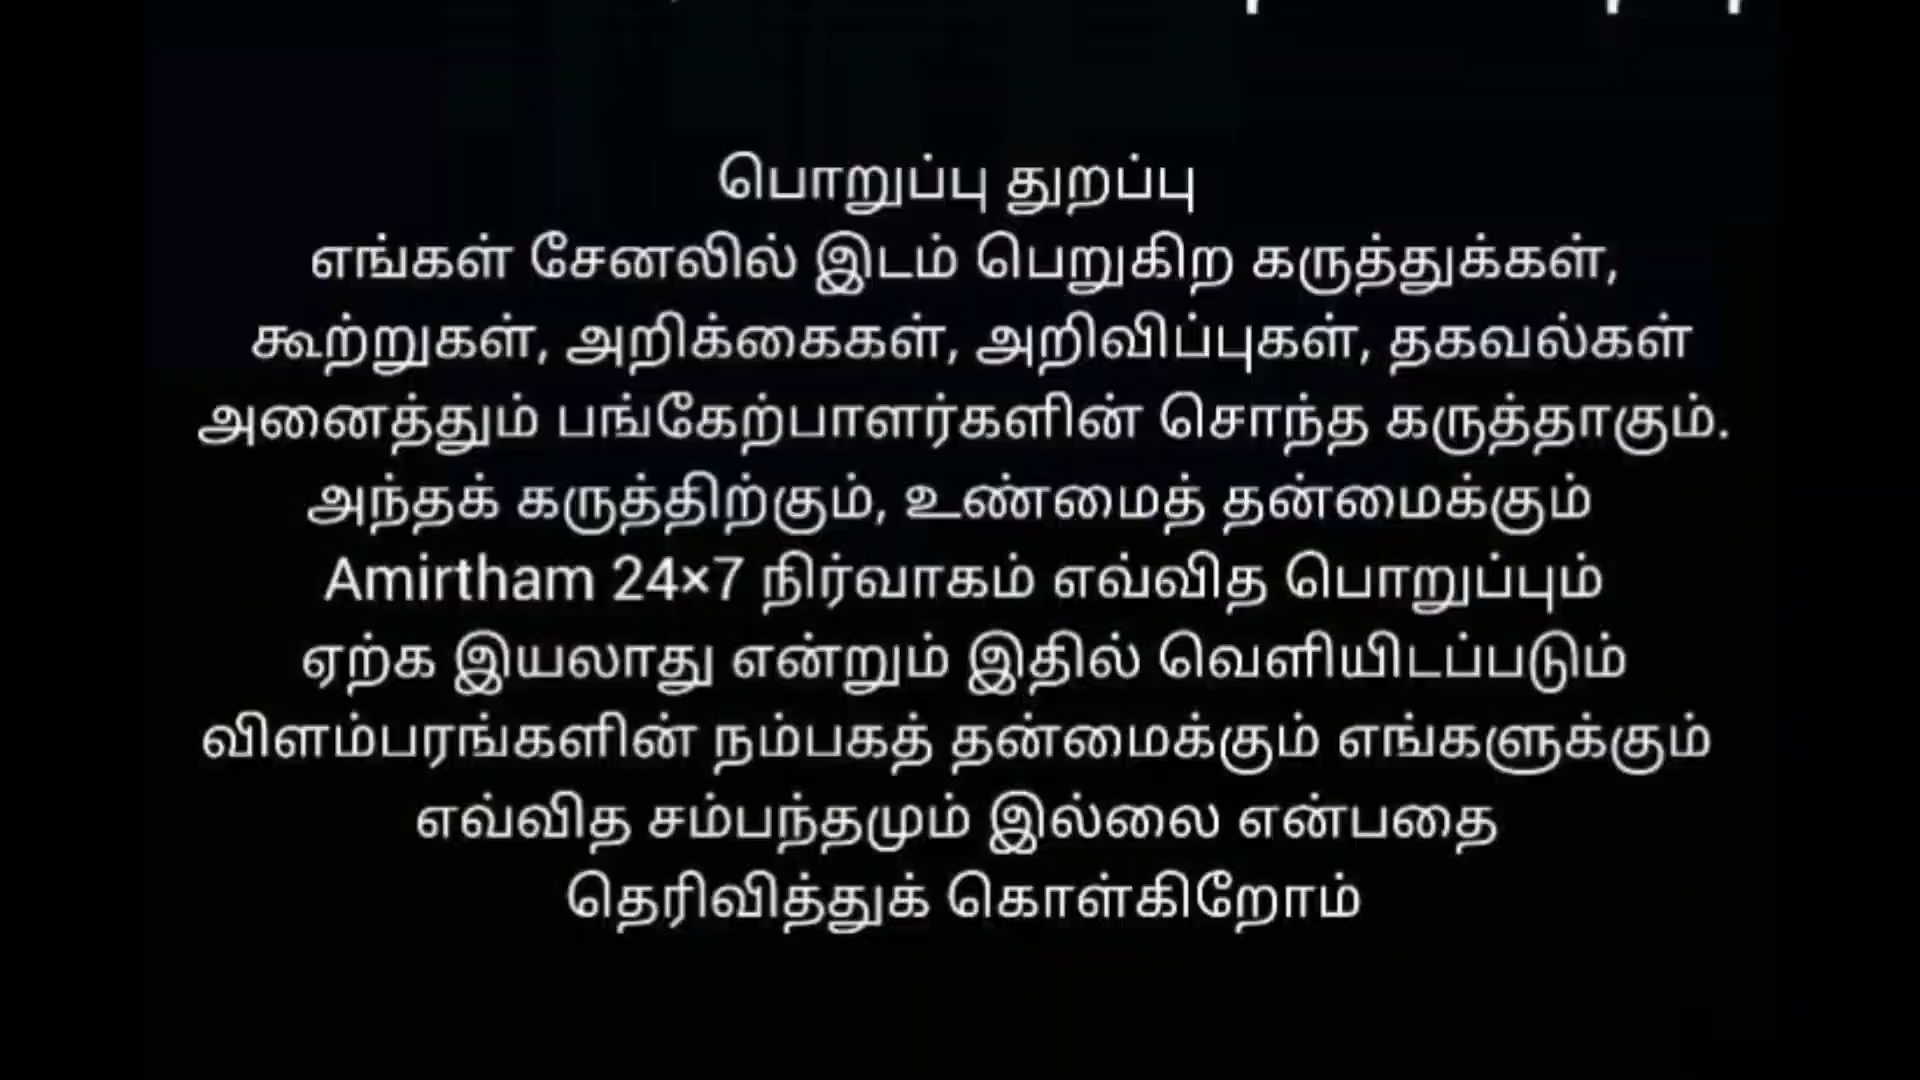 பொறுப்பு துறப்பு
எங்கள் சேனலில் இடம் பெறுகிற கருத்துக்கள்,
கூற்றுகள், அறிக்கைகள், அறிவிப்புகள், தகவல்கள்
அனைத்தும் பங்கேற்பாளர்களின் சொந்த கருத்தாகும்.
அந்தக் கருத்திற்கும், உண்மைத் தன்மைக்கும்
Amirtham 24×7 நிர்வாகம் எவ்வித பொறுப்பும்
ஏற்க இயலாது என்றும் இதில் வெளியிடப்படும்
விளம்பரங்களின் நம்பகத் தன்மைக்கும் எங்களுக்கும்
எவ்வித சம்பந்தமும் இல்லை என்பதை
தெரிவித்துக் கொள்கிறோம்